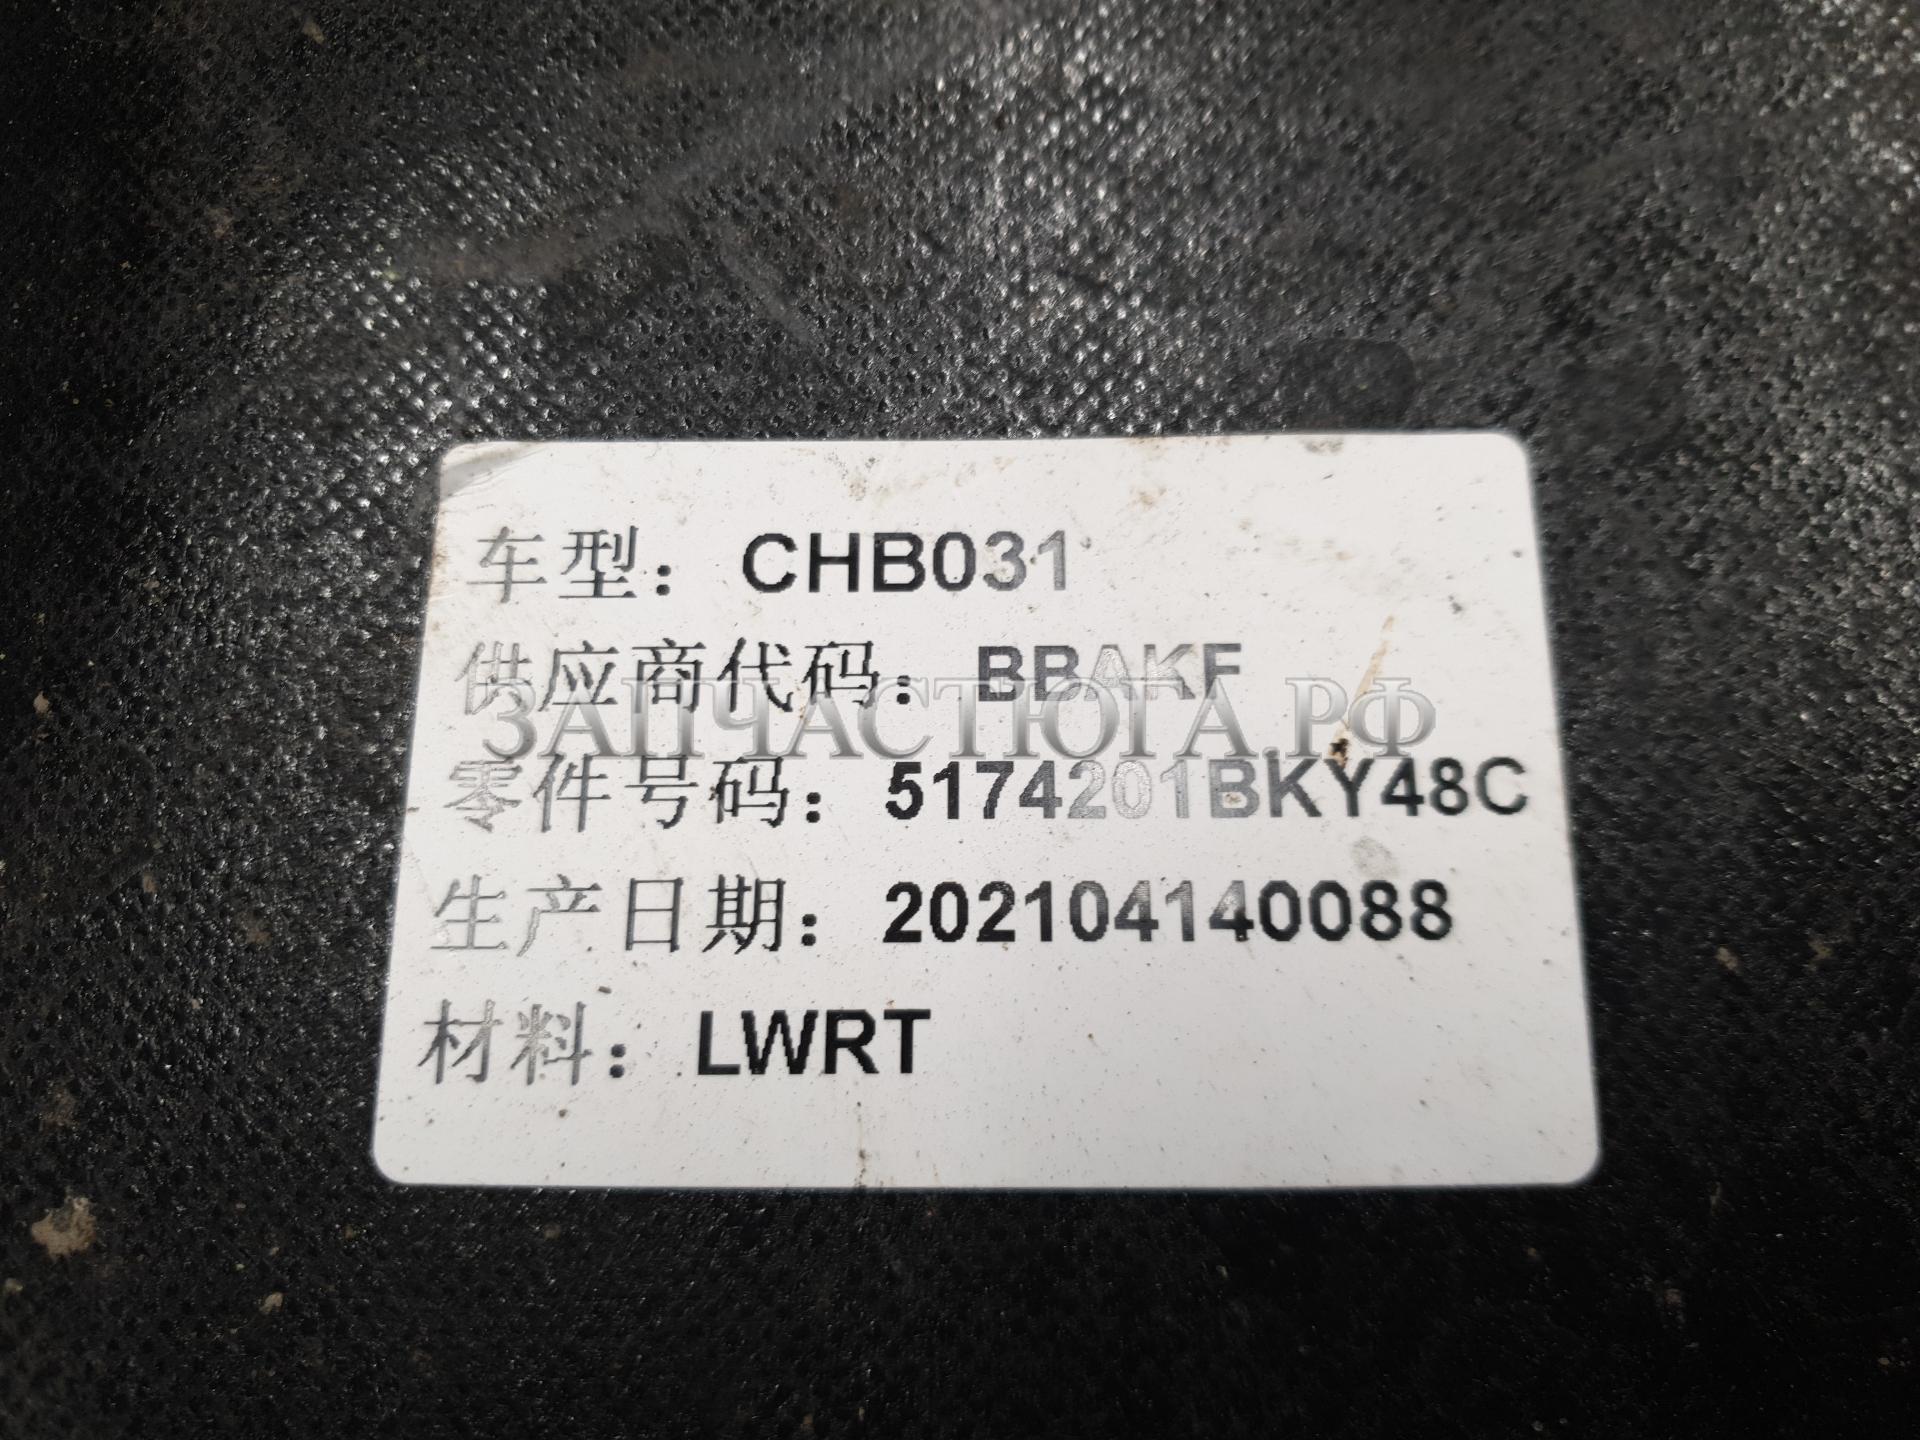 车型：CHB031
供应商代码：BBAKF
ЗАПЧАСТЮГА.РФ
零件号码：5174201BKY48C
生产日期：202104140088
材料：LWRT